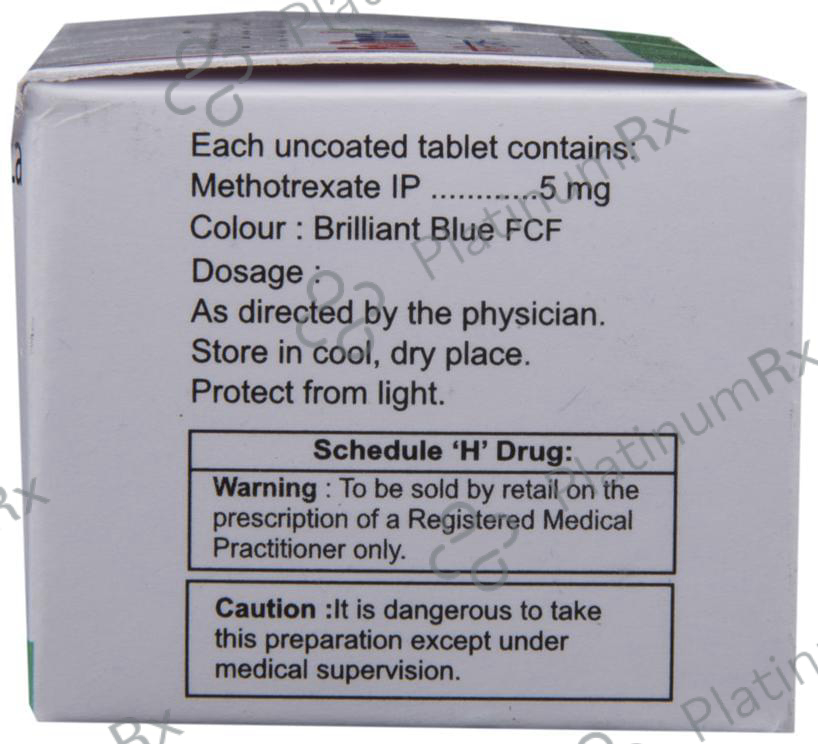 Each uncoated tablet contains:
Methotrexate IP ............5 mg
Colour : Brilliant Blue FCF
Dosage :
As directed by the physician.
Store in cool, dry place.
Protect from light.
Schedule ‘H’ Drug:
Warning : To be sold by retail on the
prescription of a Registered Medical
Practitioner only.
Caution :It is dangerous to take
this preparation except under
medical supervision.
PlatinumRx
PlatinumRx